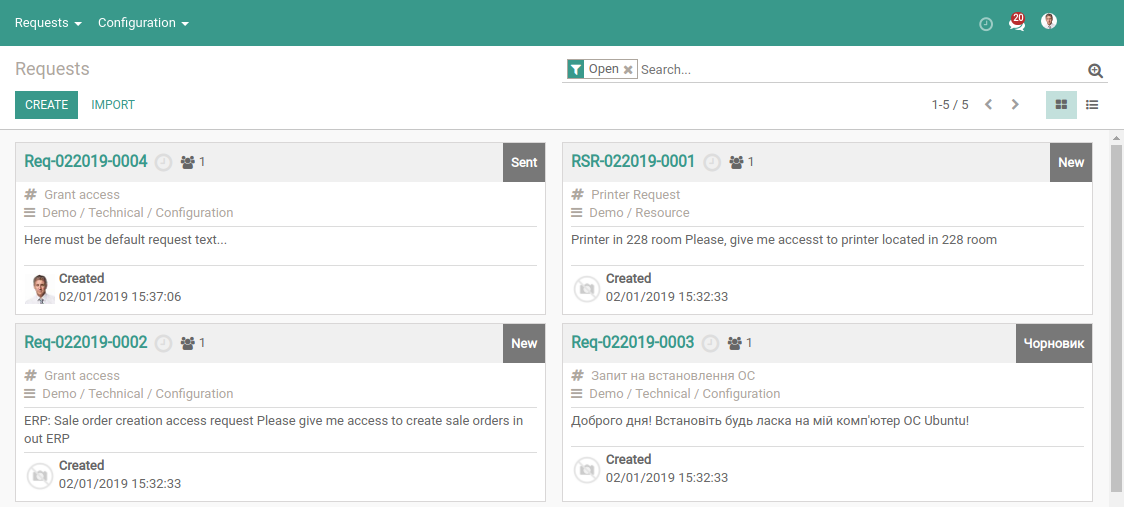 Requests Configuration 20
Requests Open Search...
CREATE IMPORT 1-5 / 5
Req-022019-0004 1 Sent
# Grant access
Demo / Technical / Configuration
Here must be default request text...
Created
02/01/2019 15:37:06
RSR-022019-0001 1 New
# Printer Request
Demo / Resource
Printer in 228 room Please, give me accesst to printer located in 228 room
Created
02/01/2019 15:32:33
Req-022019-0002 1 New
# Grant access
Demo / Technical / Configuration
ERP: Sale order creation access request Please give me access to create sale orders in
out ERP
Created
02/01/2019 15:32:33
Req-022019-0003 1 Чорновик
# Запит на встановлення ОС
Demo / Technical / Configuration
Доброго дня! Встановіть будь ласка на мій комп'ютер ОС Ubuntu!
Created
02/01/2019 15:32:33